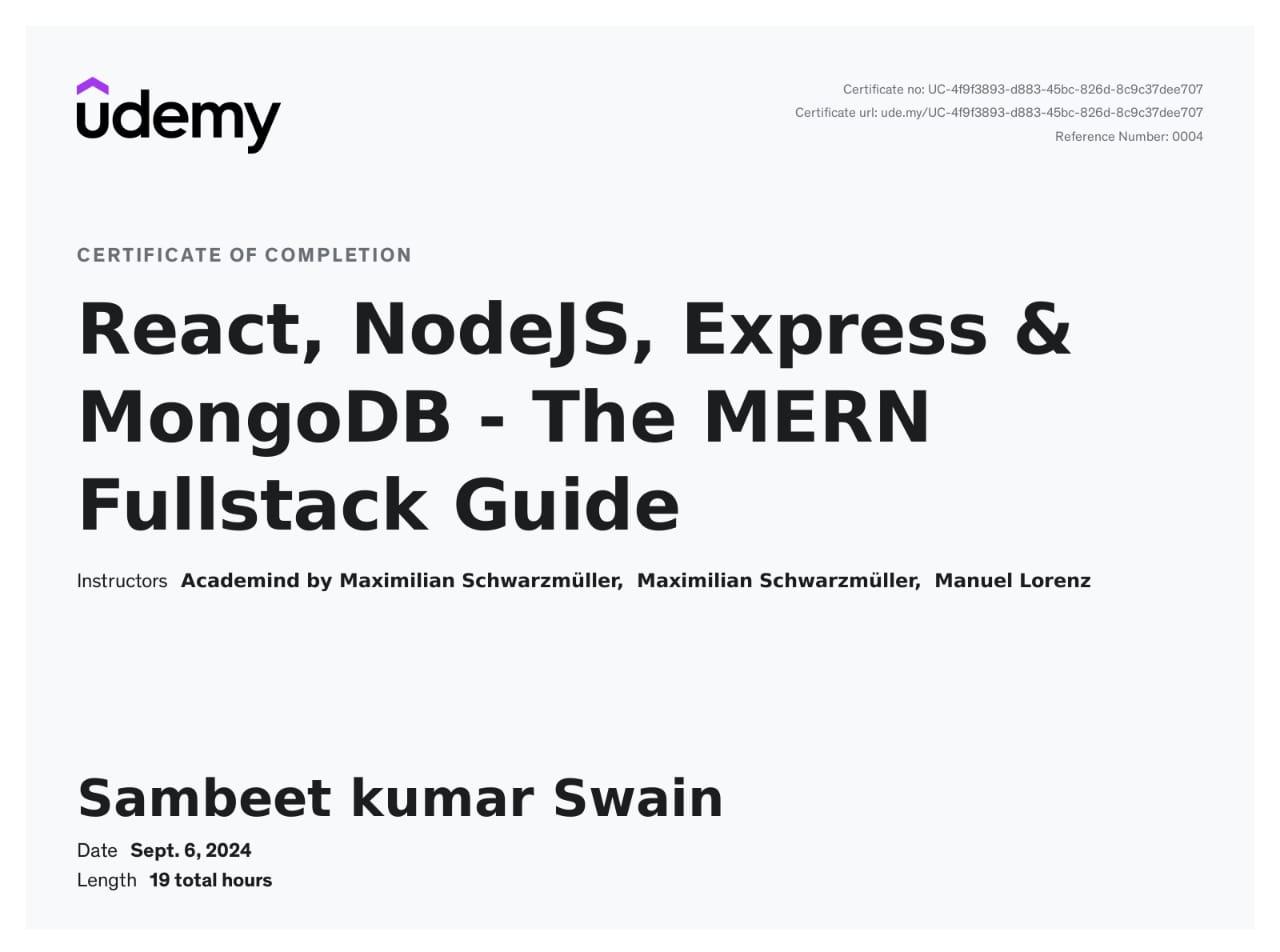 udemy
Certificate no: UC-4f9f3893-d883-45bc-826d-8c9c37dee707
Certificate url: ude.my/UC-4f9f3893-d883-45bc-826d-8c9c37dee707
Reference Number: 0004
CERTIFICATE OF COMPLETION
React, NodeJS, Express &
MongoDB - The MERN
Fullstack Guide
Instructors Academind by Maximilian Schwarzmüller, Maximilian Schwarzmüller, Manuel Lorenz
Sambeet kumar Swain
Date Sept. 6, 2024
Length 19 total hours